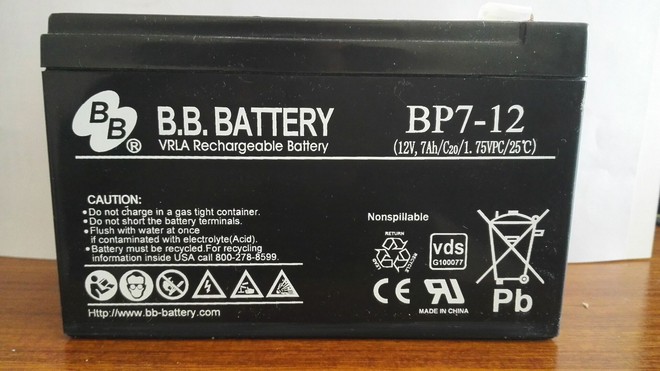 BB
®
B.B. BATTERY
VRLA Rechargeable Battery
BP7-12
(12V, 7Ah/C20/1. 75VPC/25℃)
CAUTION:
•Do not charge in a gas tight container.
•Do not short the battery terminals.
•Flush with water at once
if contaminated with electrolyte(Acid).
•Battery must be recycled.For recycling
information inside USA call 800-278-8599.
Http://www.bb-battery.com
Nonspillable
RETURN
RECYCLE
vds
G100077
CE
MADE IN CHINA
Pb